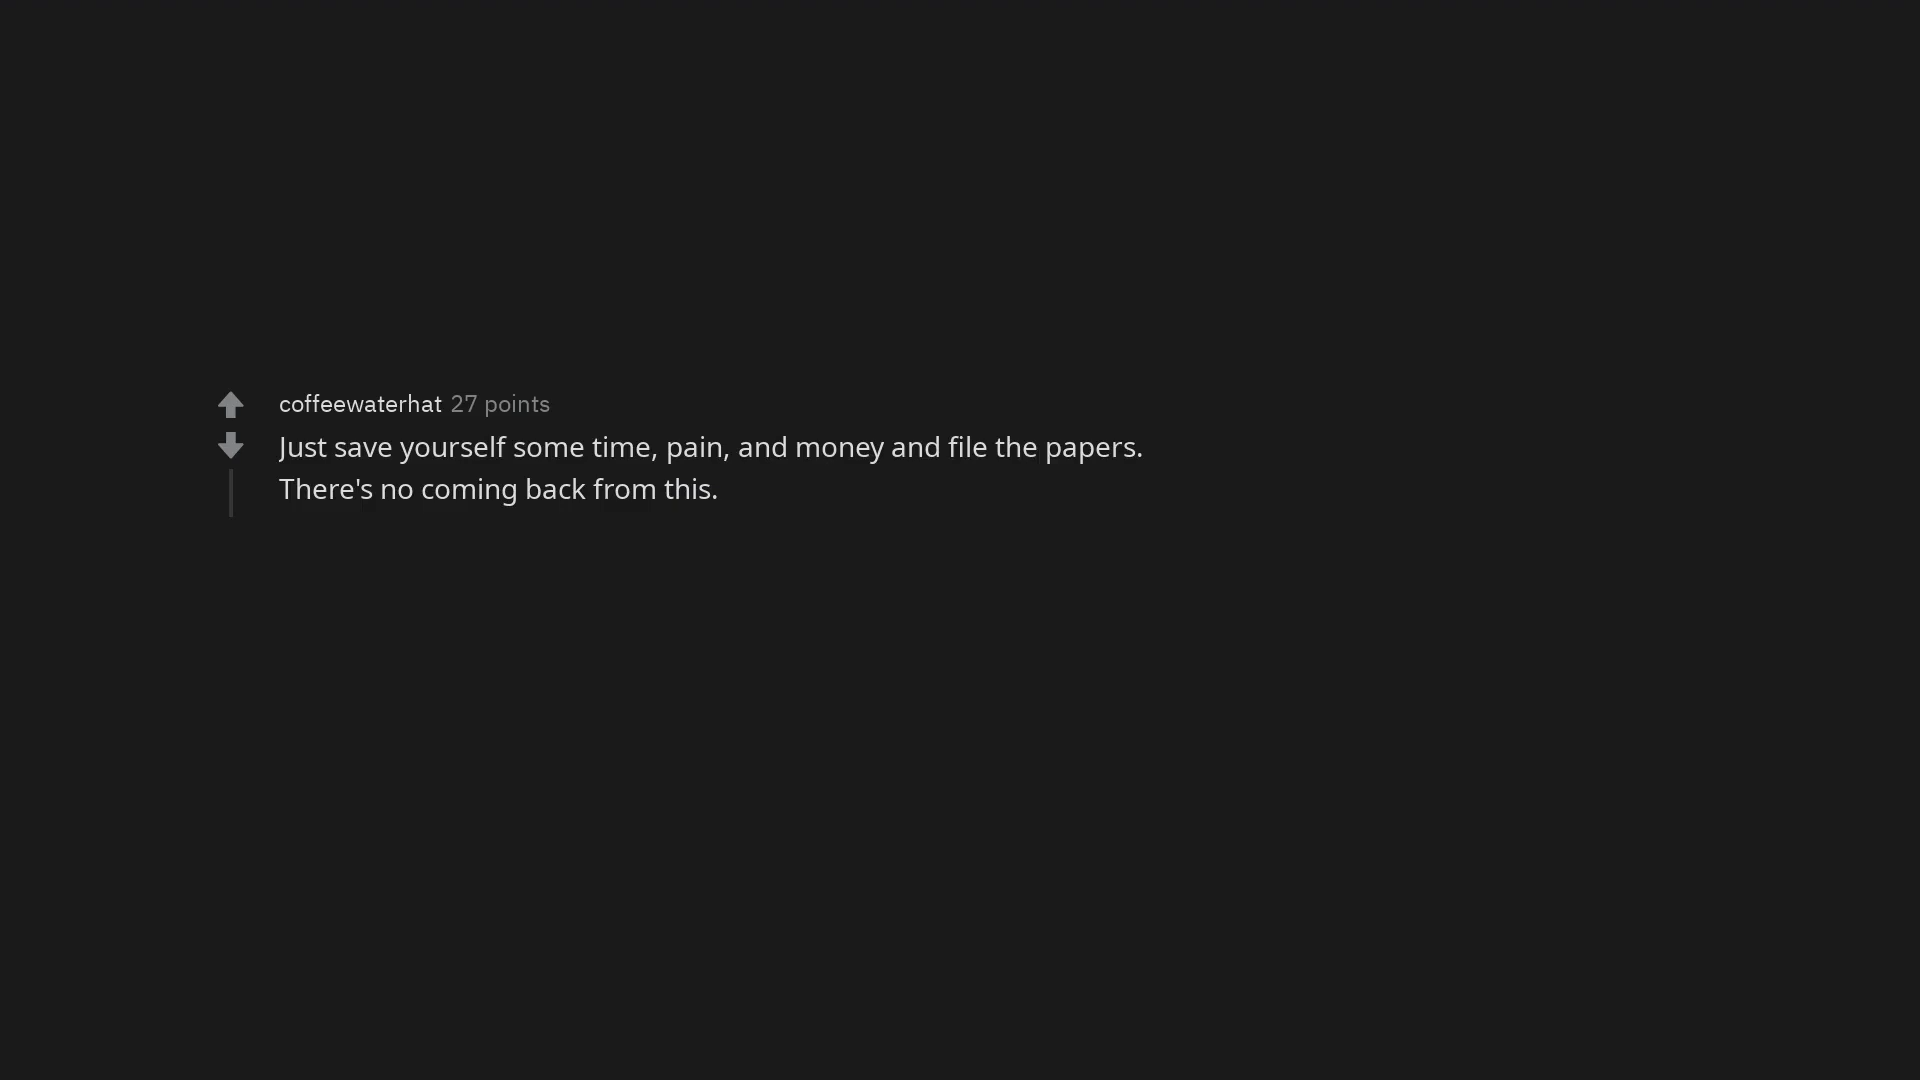 coffeewaterhat 27 points
Just save yourself some time, pain, and money and file the papers.
There's no coming back from this.